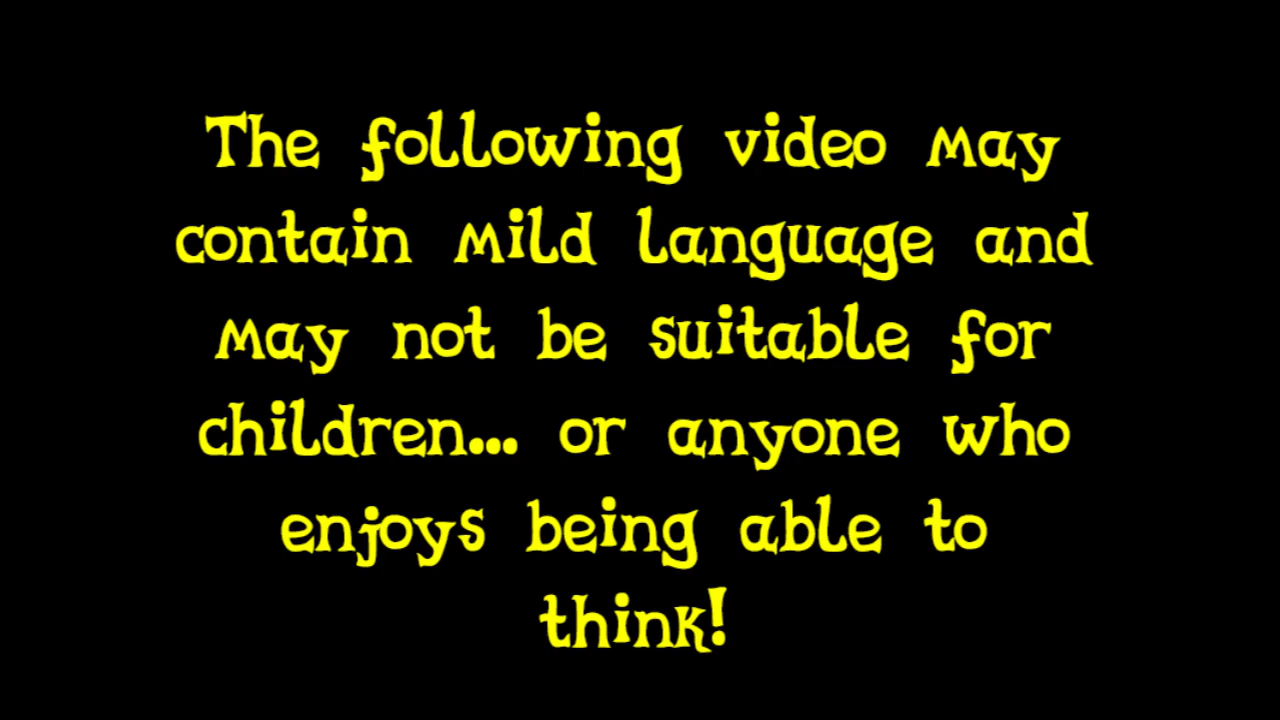 The following video may
contain mild language and
may not be suitable for
children... or anyone who
enjoys being able to
think!